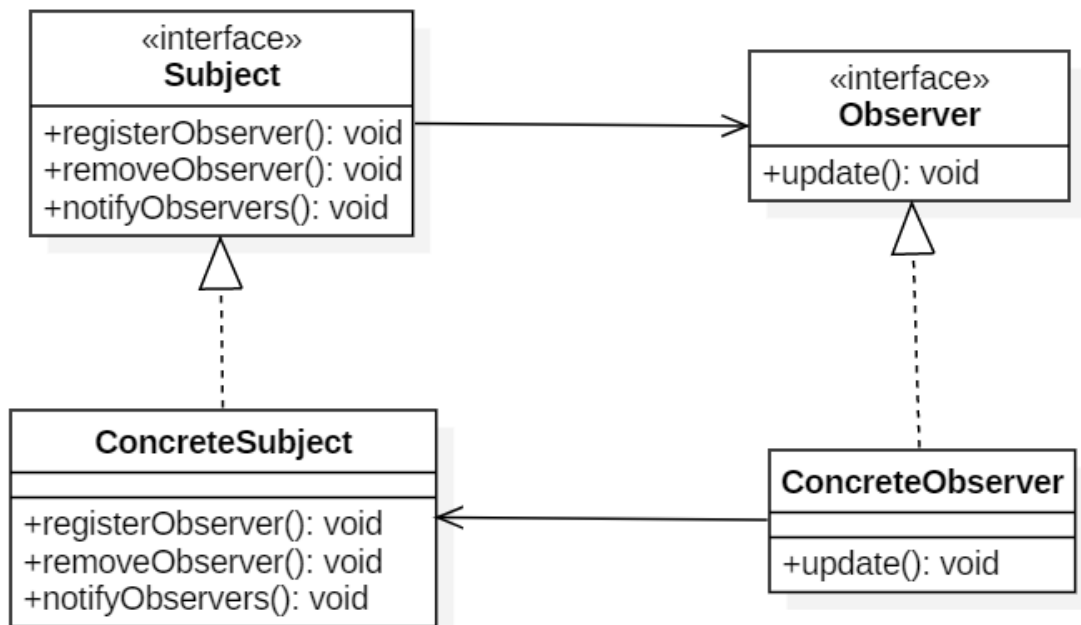 «interface»
Subject
+registerObserver(): void
+removeObserver(): void
+notifyObservers(): void
«interface»
Observer
+update(): void
ConcreteSubject
+registerObserver(): void
+removeObserver(): void
+notifyObservers(): void
ConcreteObserver
+update(): void